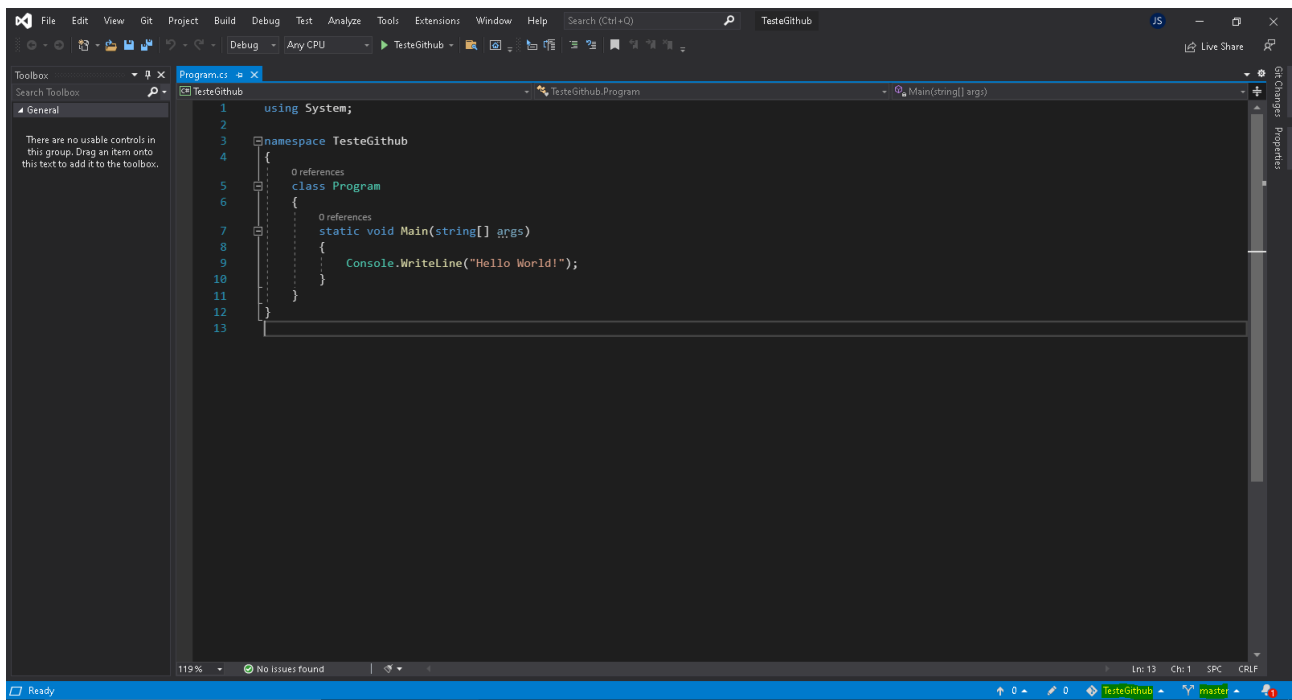 File Edit View Git Project Build Debug Test Analyze Tools Extensions Window Help Search (Ctrl+Q) TesteGithub JS
Debug Any CPU TesteGithub Live Share
Toolbox
Search Toolbox
General
There are no usable controls in
this group. Drag an item onto
this text to add it to the toolbox.
Program.cs
TesteGithub TesteGithub.Program Main(string[] args)
1 using System;
2
3 namespace TesteGithub
4 {
0 references
5 class Program
6 {
0 references
7 static void Main(string[] args)
8 {
9 Console.WriteLine("Hello World!");
10 }
11 }
12 }
13
Git Changes
Properties
119 % No issues found Ln: 13 Ch: 1 SPC CRLF
Ready 0 0 TesteGithub master